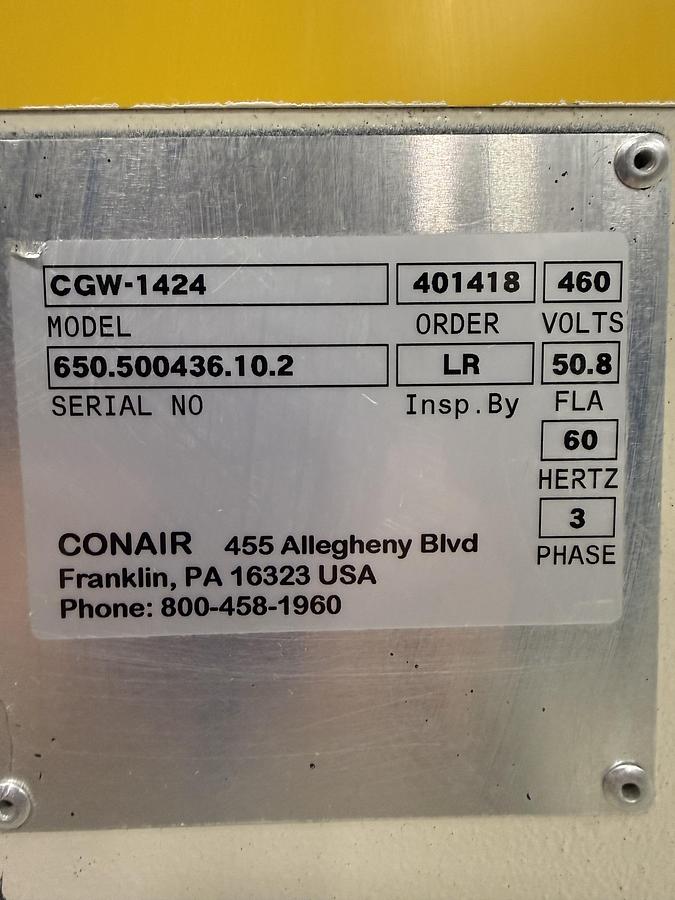 CGW-1424 401418 460
MODEL ORDER VOLTS
650.500436.10.2 LR 50.8
SERIAL NO Insp.By FLA
60
HERTZ
3
PHASE
CONAIR 455 Allegheny Blvd
Franklin, PA 16323 USA
Phone: 800-458-1960